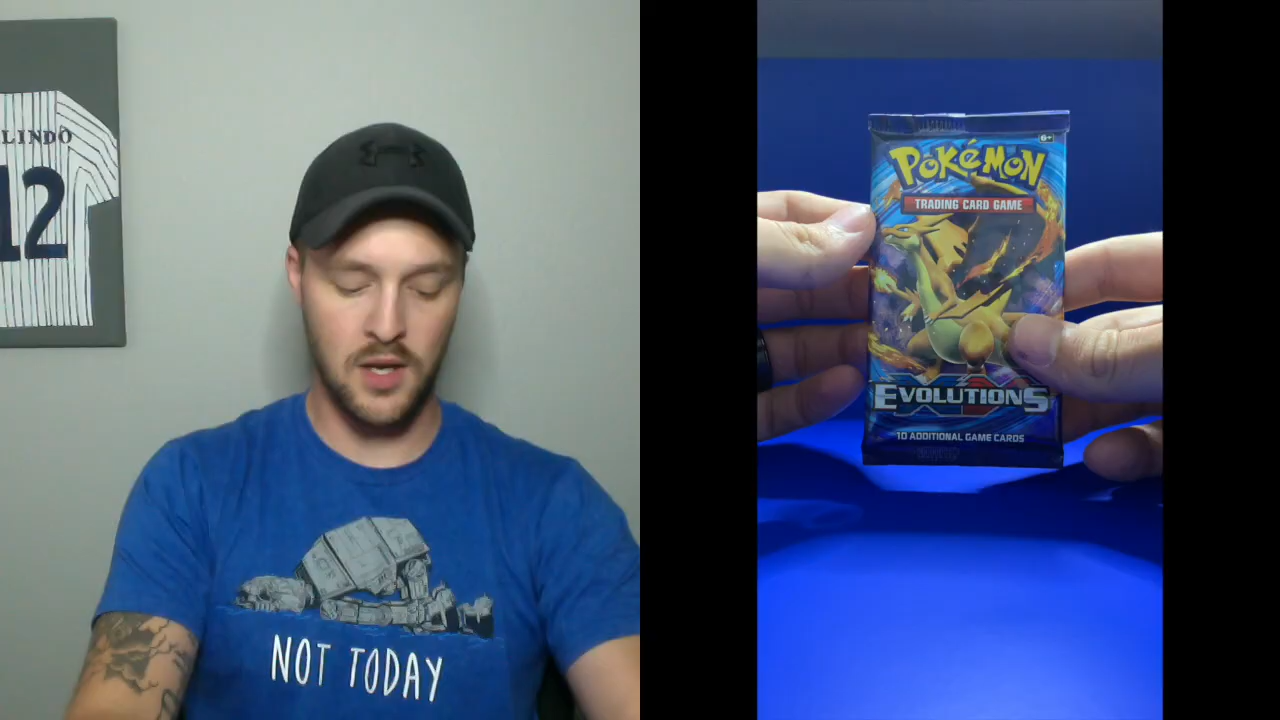 LINDO
12
NOT TODAY
POKéMON
6+
TRADING CARD GAME
XY
EVOLUTIONS
10 ADDITIONAL GAME CARDS